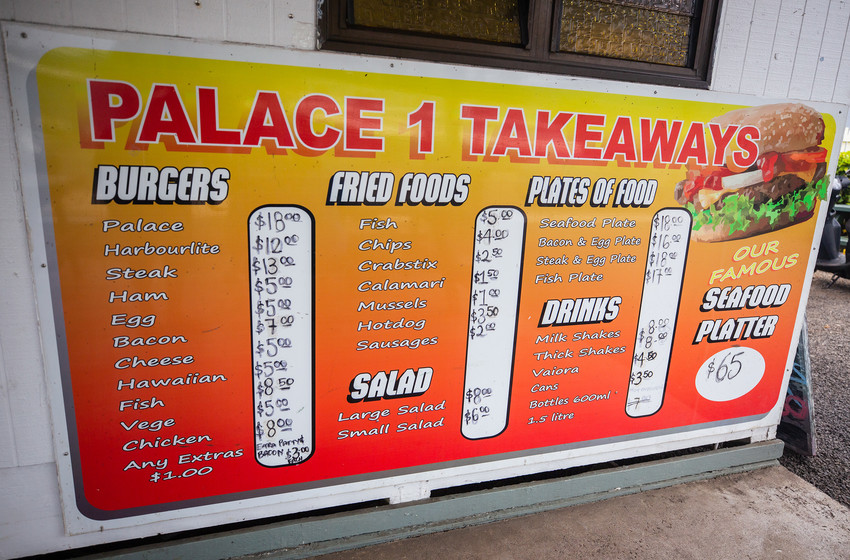 PALACE 1 TAKEAWAYS
BURGERS
Palace $18.00
Harbourlite $12.00
Steak $13.00
Ham $5.00
Egg $5.00
Bacon $7.00
Cheese $5.00
Hawaiian $5.00
Fish $8.50
Vege $5.00
Chicken $8.00
Any Extras
$1.00
Extra Patty &
BACON $3.00
FRIED FOODS
Fish $5.00
Chips $4.00
Crabstix $2.50
Calamari $1.50
Mussels $1.00
Hotdog $3.50
Sausages $2.00
SALAD
Large Salad $8.00
Small Salad $6.00
PLATES OF FOOD
Seafood Plate $18.00
Bacon & Egg Plate $16.00
Steak & Egg Plate $18.00
Fish Plate $17.00
DRINKS
Milk Shakes $8-00
Thick Shakes $8-00
Vaiora $4.80
Cans $3.50
Bottles 600ml
1.5 litre 7
OUR
FAMOUS
SEAFOOD
PLATTER
$65